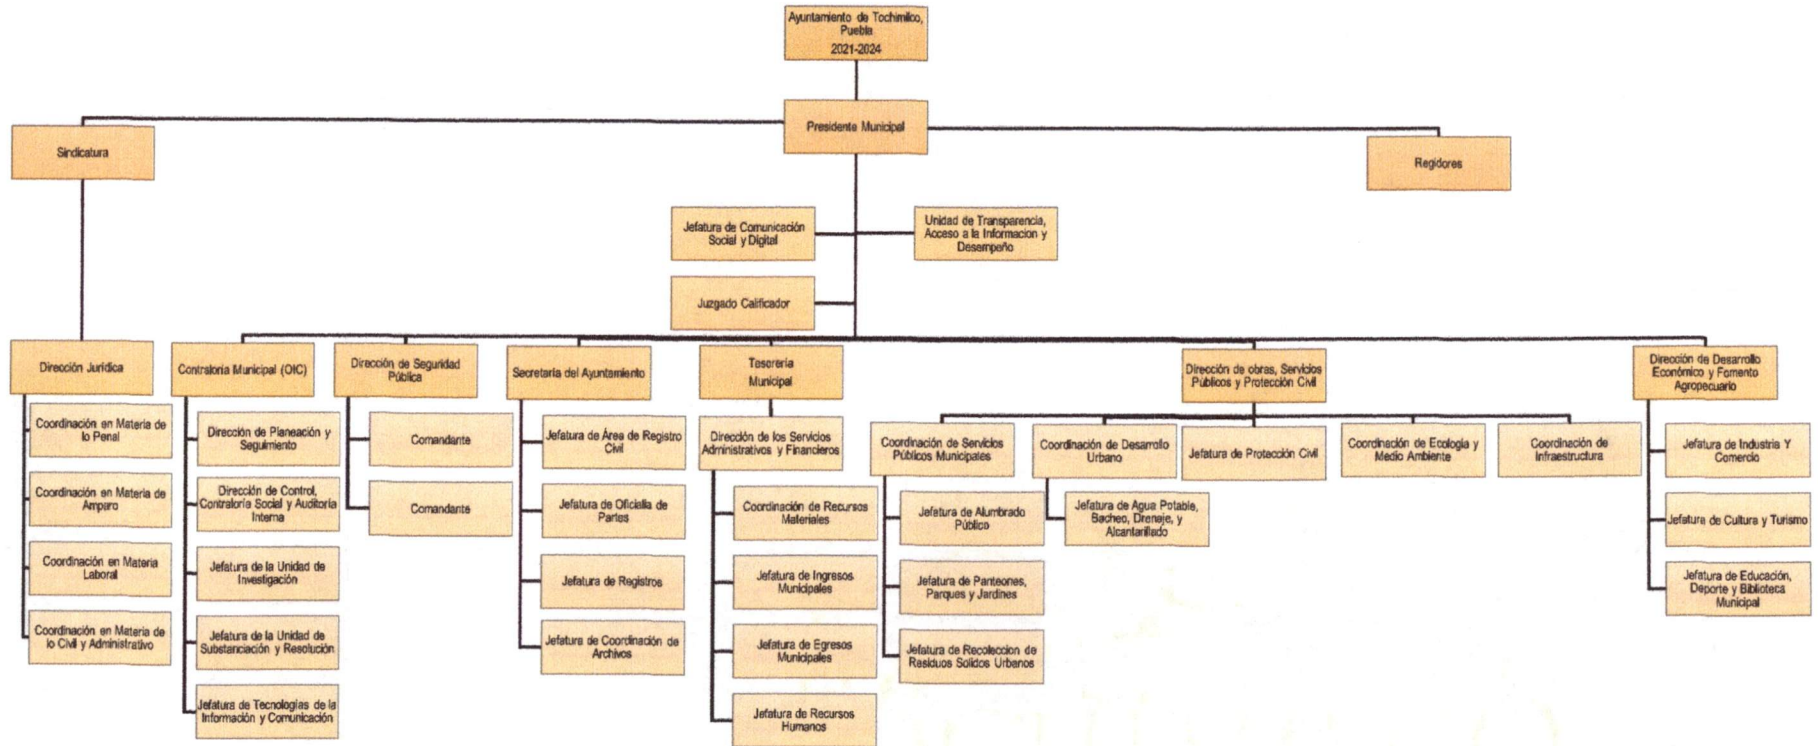 Ayuntamiento de Tochimilco,
Puebla
2021-2024
Presidente Municipal
Sindicatura
Regidores
Jefatura de Comunicación
Social y Digital
Unidad de Transparencia,
Acceso a la Informacion y
Desempeño
Juzgado Calificador
Dirección Jurídica
Coordinación en Materia de
lo Penal
Coordinación en Materia de
Amparo
Coordinación en Materia
Laboral
Coordinación en Materia de
lo Civil y Administrativo
Contraloría Municipal (OIC)
Dirección de Planeación y
Seguimiento
Dirección de Control,
Contraloría Social y Auditoría
Interna
Jefatura de la Unidad de
Investigación
Jefatura de la Unidad de
Substanciación y Resolución
Jefatura de Tecnologías de la
Información y Comunicación
Dirección de Seguridad
Pública
Comandante
Comandante
Secretaría del Ayuntamiento
Jefatura de Área de Registro
Civil
Jefatura de Oficialia de
Partes
Jefatura de Registros
Jefatura de Coordinación de
Archivos
Tesorería
Municipal
Dirección de los Servicios
Administrativos y Financieros
Coordinación de Recursos
Materiales
Jefatura de Ingresos
Municipales
Jefatura de Egresos
Municipales
Jefatura de Recursos
Humanos
Dirección de obras, Servicios
Públicos y Protección Civil
Coordinación de Servicios
Públicos Municipales
Jefatura de Alumbrado
Público
Jefatura de Panteones,
Parques y Jardines
Jefatura de Recoleccion de
Residuos Solidos Urbanos
Coordinación de Desarrollo
Urbano
Jefatura de Agua Potable,
Bacheo, Drenaje, y
Alcantarillado
Jefatura de Protección Civil
Coordinación de Ecología y
Medio Ambiente
Coordinación de
Infraestructura
Dirección de Desarrollo
Económico y Fomento
Agropecuario
Jefatura de Industria Y
Comercio
Jefatura de Cultura y Turismo
Jefatura de Educación,
Deporte y Biblioteca
Municipal